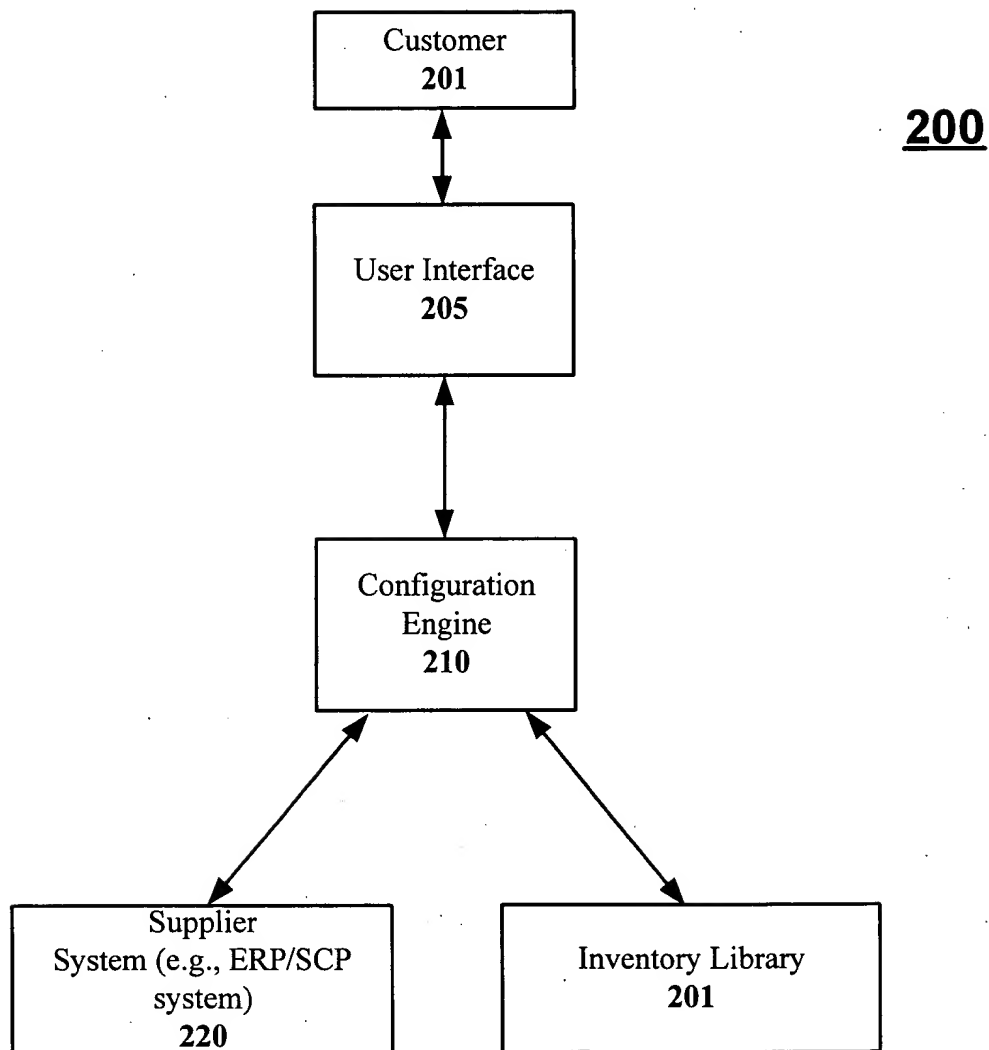 Customer
201
200
User Interface
205
Configuration
Engine
210
Supplier
System (e.g., ERP/SCP
system)
220
Inventory Library
201